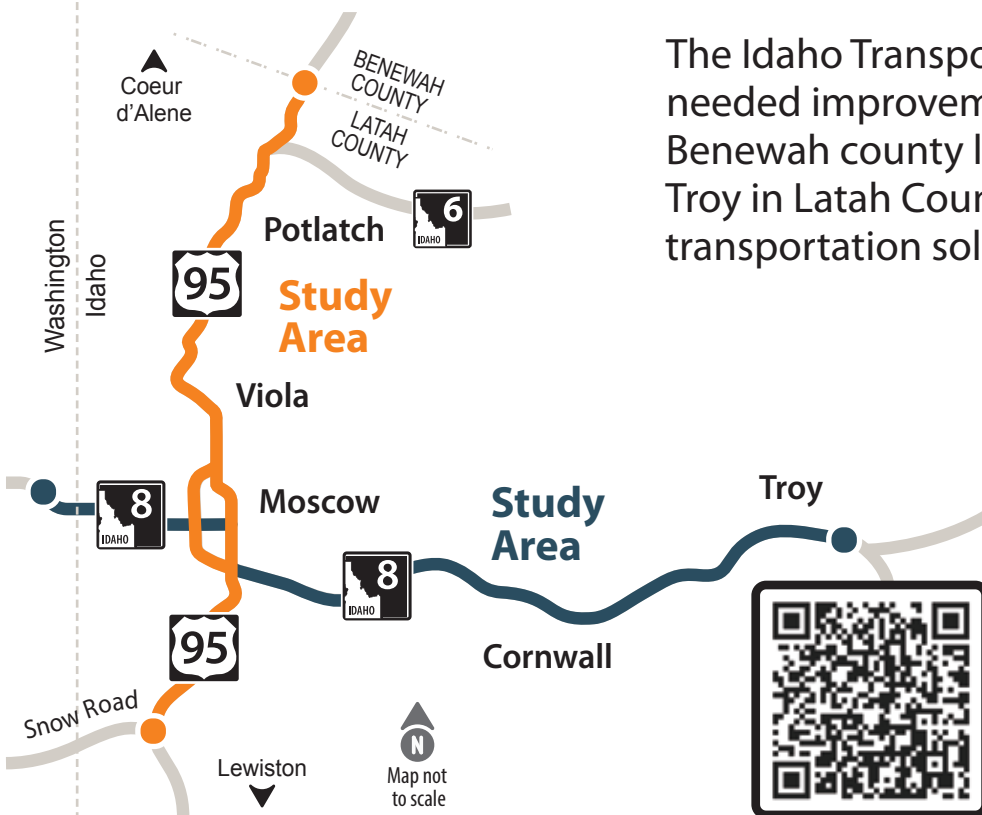 The Idaho Transpo
needed improvem
Benewah county l
Troy in Latah Coun
transportation sol
Coeur
d'Alene
BENEWAH
COUNTY
LATAH
COUNTY
Washington
Idaho
Potlatch
6
IDAHO
95
Study
Area
Viola
8
IDAHO
Moscow
Study
Area
Troy
8
IDAHO
95
Cornwall
Snow Road
Lewiston
N
Map not
to scale